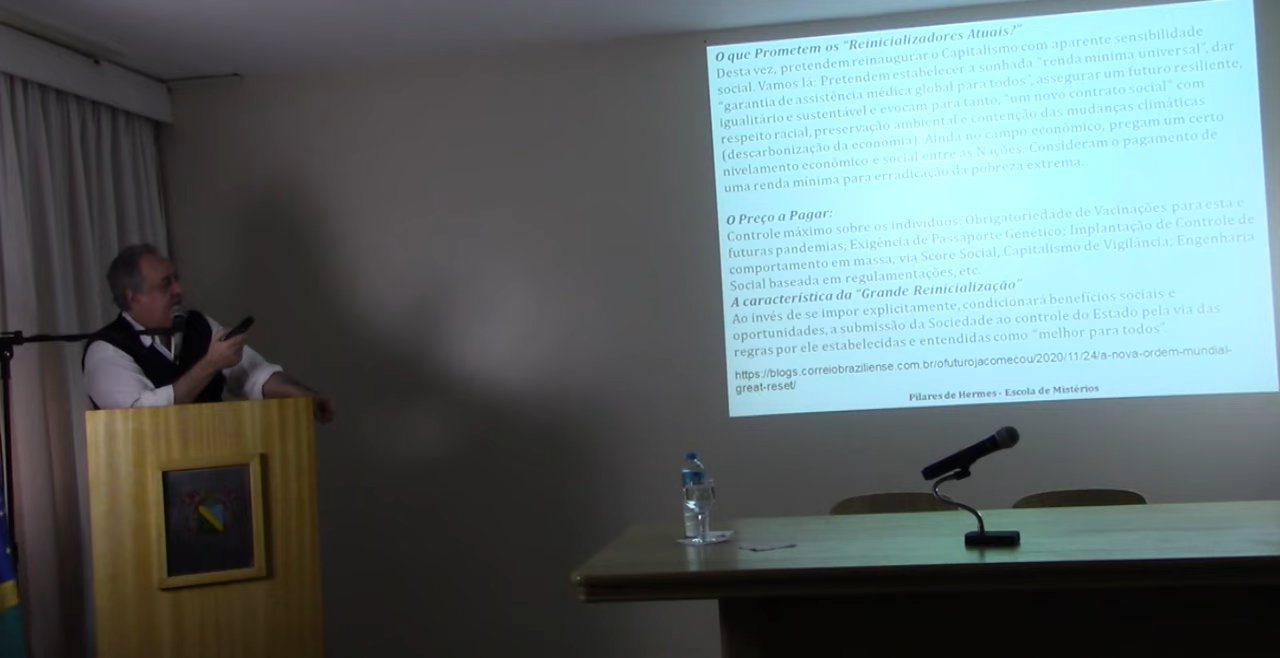 O que Prometem os "Reinicializadores Atuais?"
Desta vez, pretendem reinaugurar o Capitalismo com aparente sensibilidade
social. Vamos lá: Pretendem estabelecer a sonhada "renda mínima universal", dar
"garantia de assistência médica global para todos", assegurar um futuro resiliente,
igualitário e sustentável e evocam para tanto, "um novo contrato social" com
respeito racial, preservação ambiental e contenção das mudanças climáticas
(descarbonização da economia). Ainda no campo econômico, pregam um certo
nivelamento econômico e social entre as Nações. Consideram o pagamento de
uma renda mínima para erradicação da pobreza extrema.
O Preço a Pagar:
Controle máximo sobre os indivíduos. Obrigatoriedade de Vacinações para esta e
futuras pandemias; Exigência de Passaporte Genético; Implantação de Controle de
comportamento em massa, via Score Social, Capitalismo de Vigilância; Engenharia
Social baseada em regulamentações, etc.
A característica da "Grande Reinicialização"
Ao invés de se impor explicitamente, condicionará benefícios sociais e
oportunidades, a submissão da Sociedade ao controle do Estado pela via das
regras por ele estabelecidas e entendidas como "melhor para todos"
https://blogs.correiobraziliense.com.br/ofuturojacomecou/2020/11/24/a-nova-ordem-mundial-
great-reset/
Pilares de Hermes - Escola de Mistérios